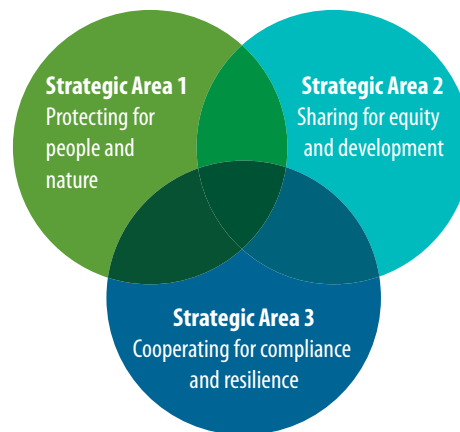 Strategic Area 1
Protecting for
people and
nature
Strategic Area 2
Sharing for equity
and development
Strategic Area 3
Cooperating for compliance
and resilience